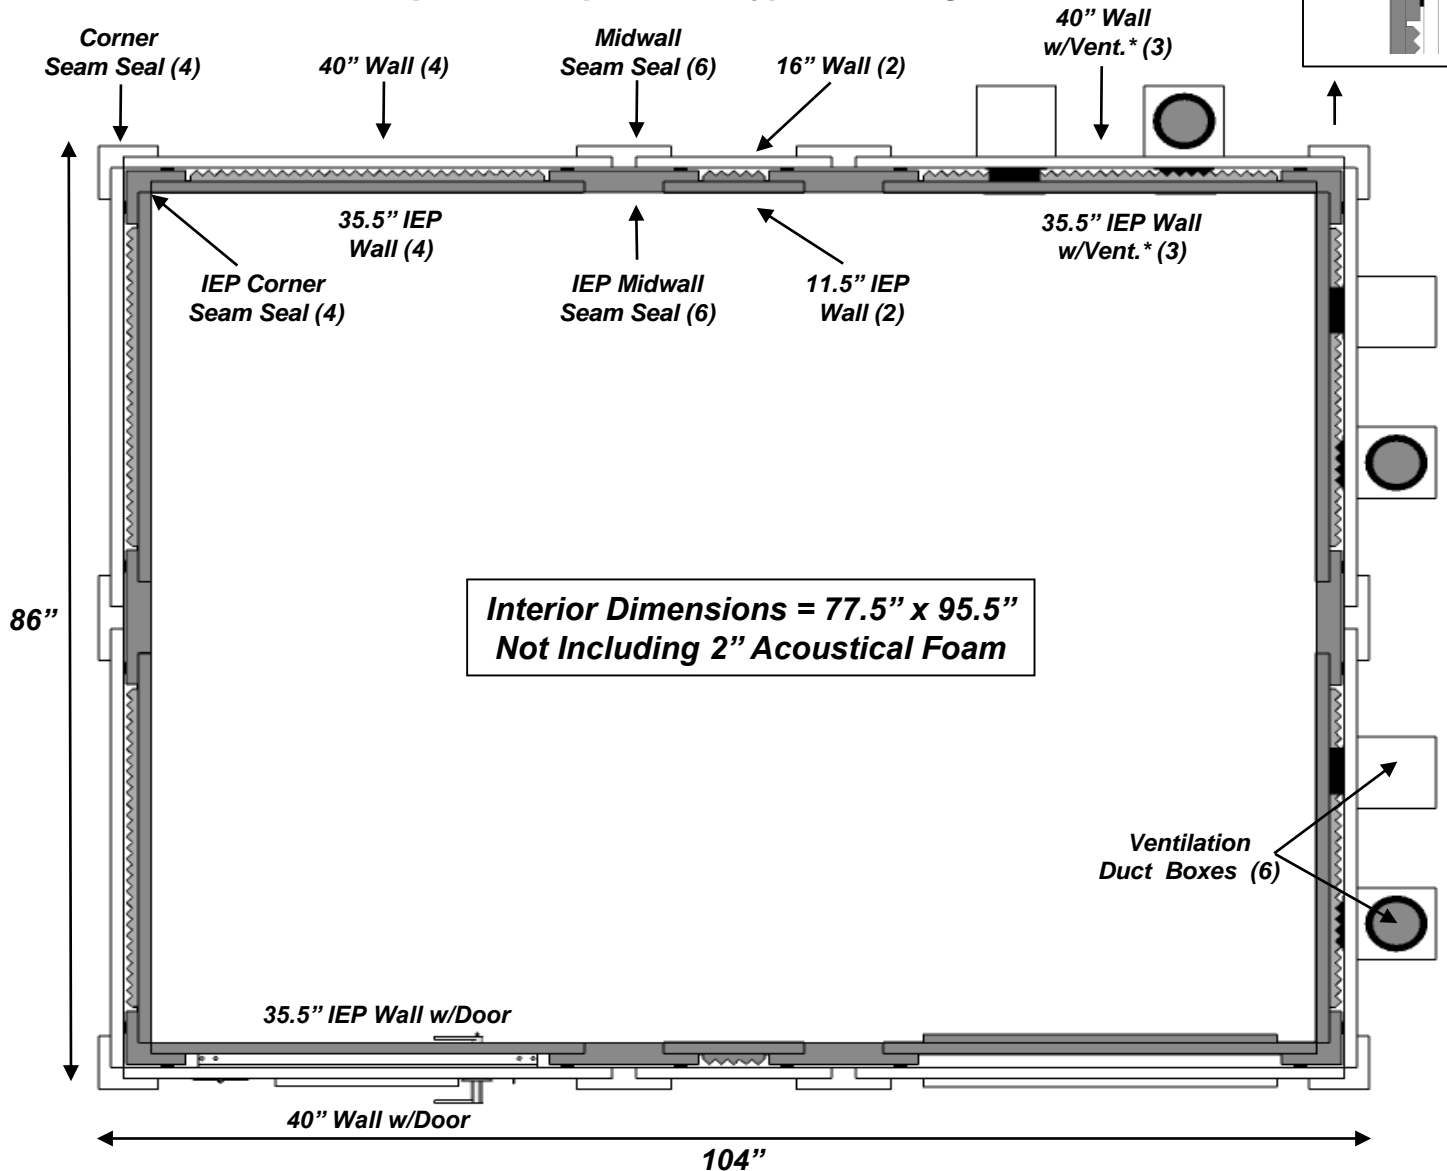 Corner
Seam Seal (4)
40” Wall (4)
Midwall
Seam Seal (6)
16” Wall (2)
40” Wall
w/Vent.* (3)
35.5” IEP
Wall (4)
IEP Corner
Seam Seal (4)
IEP Midwall
Seam Seal (6)
11.5” IEP
Wall (2)
35.5” IEP Wall
w/Vent.* (3)
86”
Interior Dimensions = 77.5” x 95.5”
Not Including 2” Acoustical Foam
Ventilation
Duct Boxes (6)
35.5” IEP Wall w/Door
40” Wall w/Door
104”